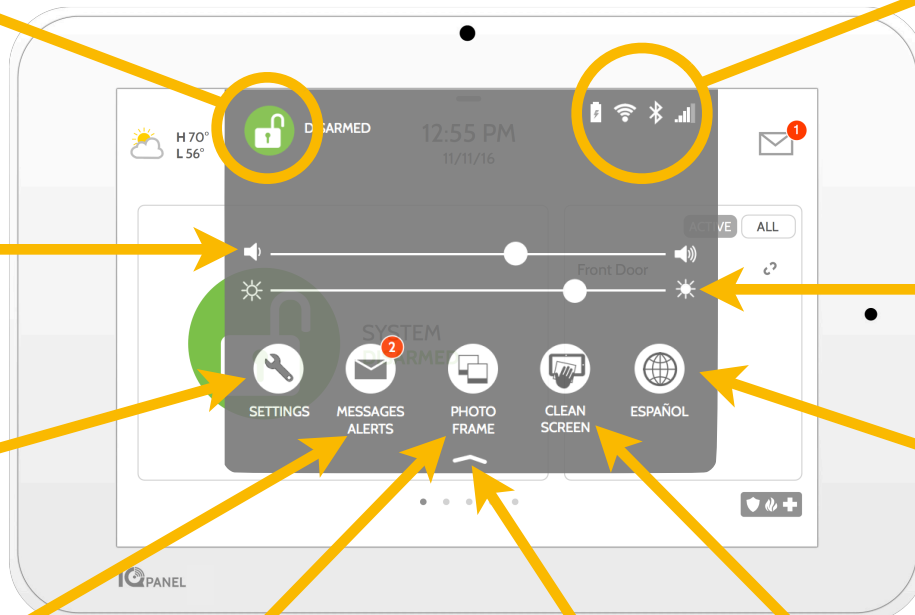 H 70°
L 56°
DISARMED
12:55 PM
11/11/16
1
ACTIVE
ALL
Front Door
SYSTEM
DISARMED
2
SETTINGS
MESSAGES
ALERTS
PHOTO
FRAME
CLEAN
SCREEN
ESPAÑOL
IQ PANEL